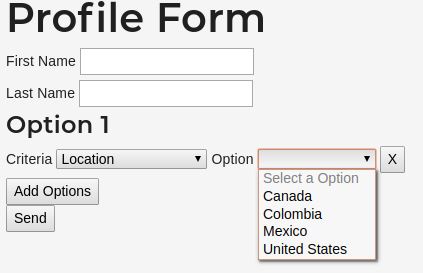 Profile Form
First Name
Last Name
Option 1
Criteria Location Option X
Select a Option
Canada
Colombia
Mexico
United States
Add Options
Send